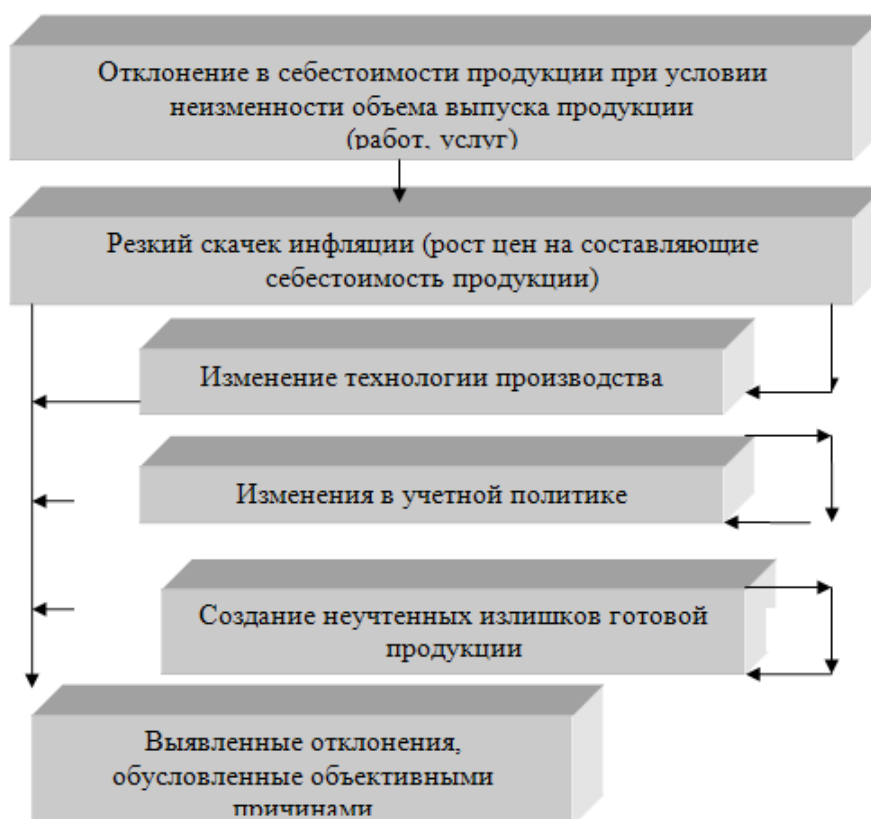 Отклонение в себестоимости продукции при условии
неизменности объема выпуска продукции
(работ, услуг)
Резкий скачек инфляции (рост цен на составляющие
себестоимость продукции)
Изменение технологии производства
Изменения в учетной политике
Создание неучтенных излишков готовой
продукции
Выявленные отклонения,
обусловленные объективными
причинами